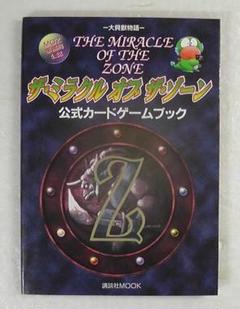 −大貝獣物語−
THE MIRACLE
OF THE
ZONE
ザ・ミラクル オブ ザ・ゾーン
公式カードゲームブック
Z
講談社MOOK